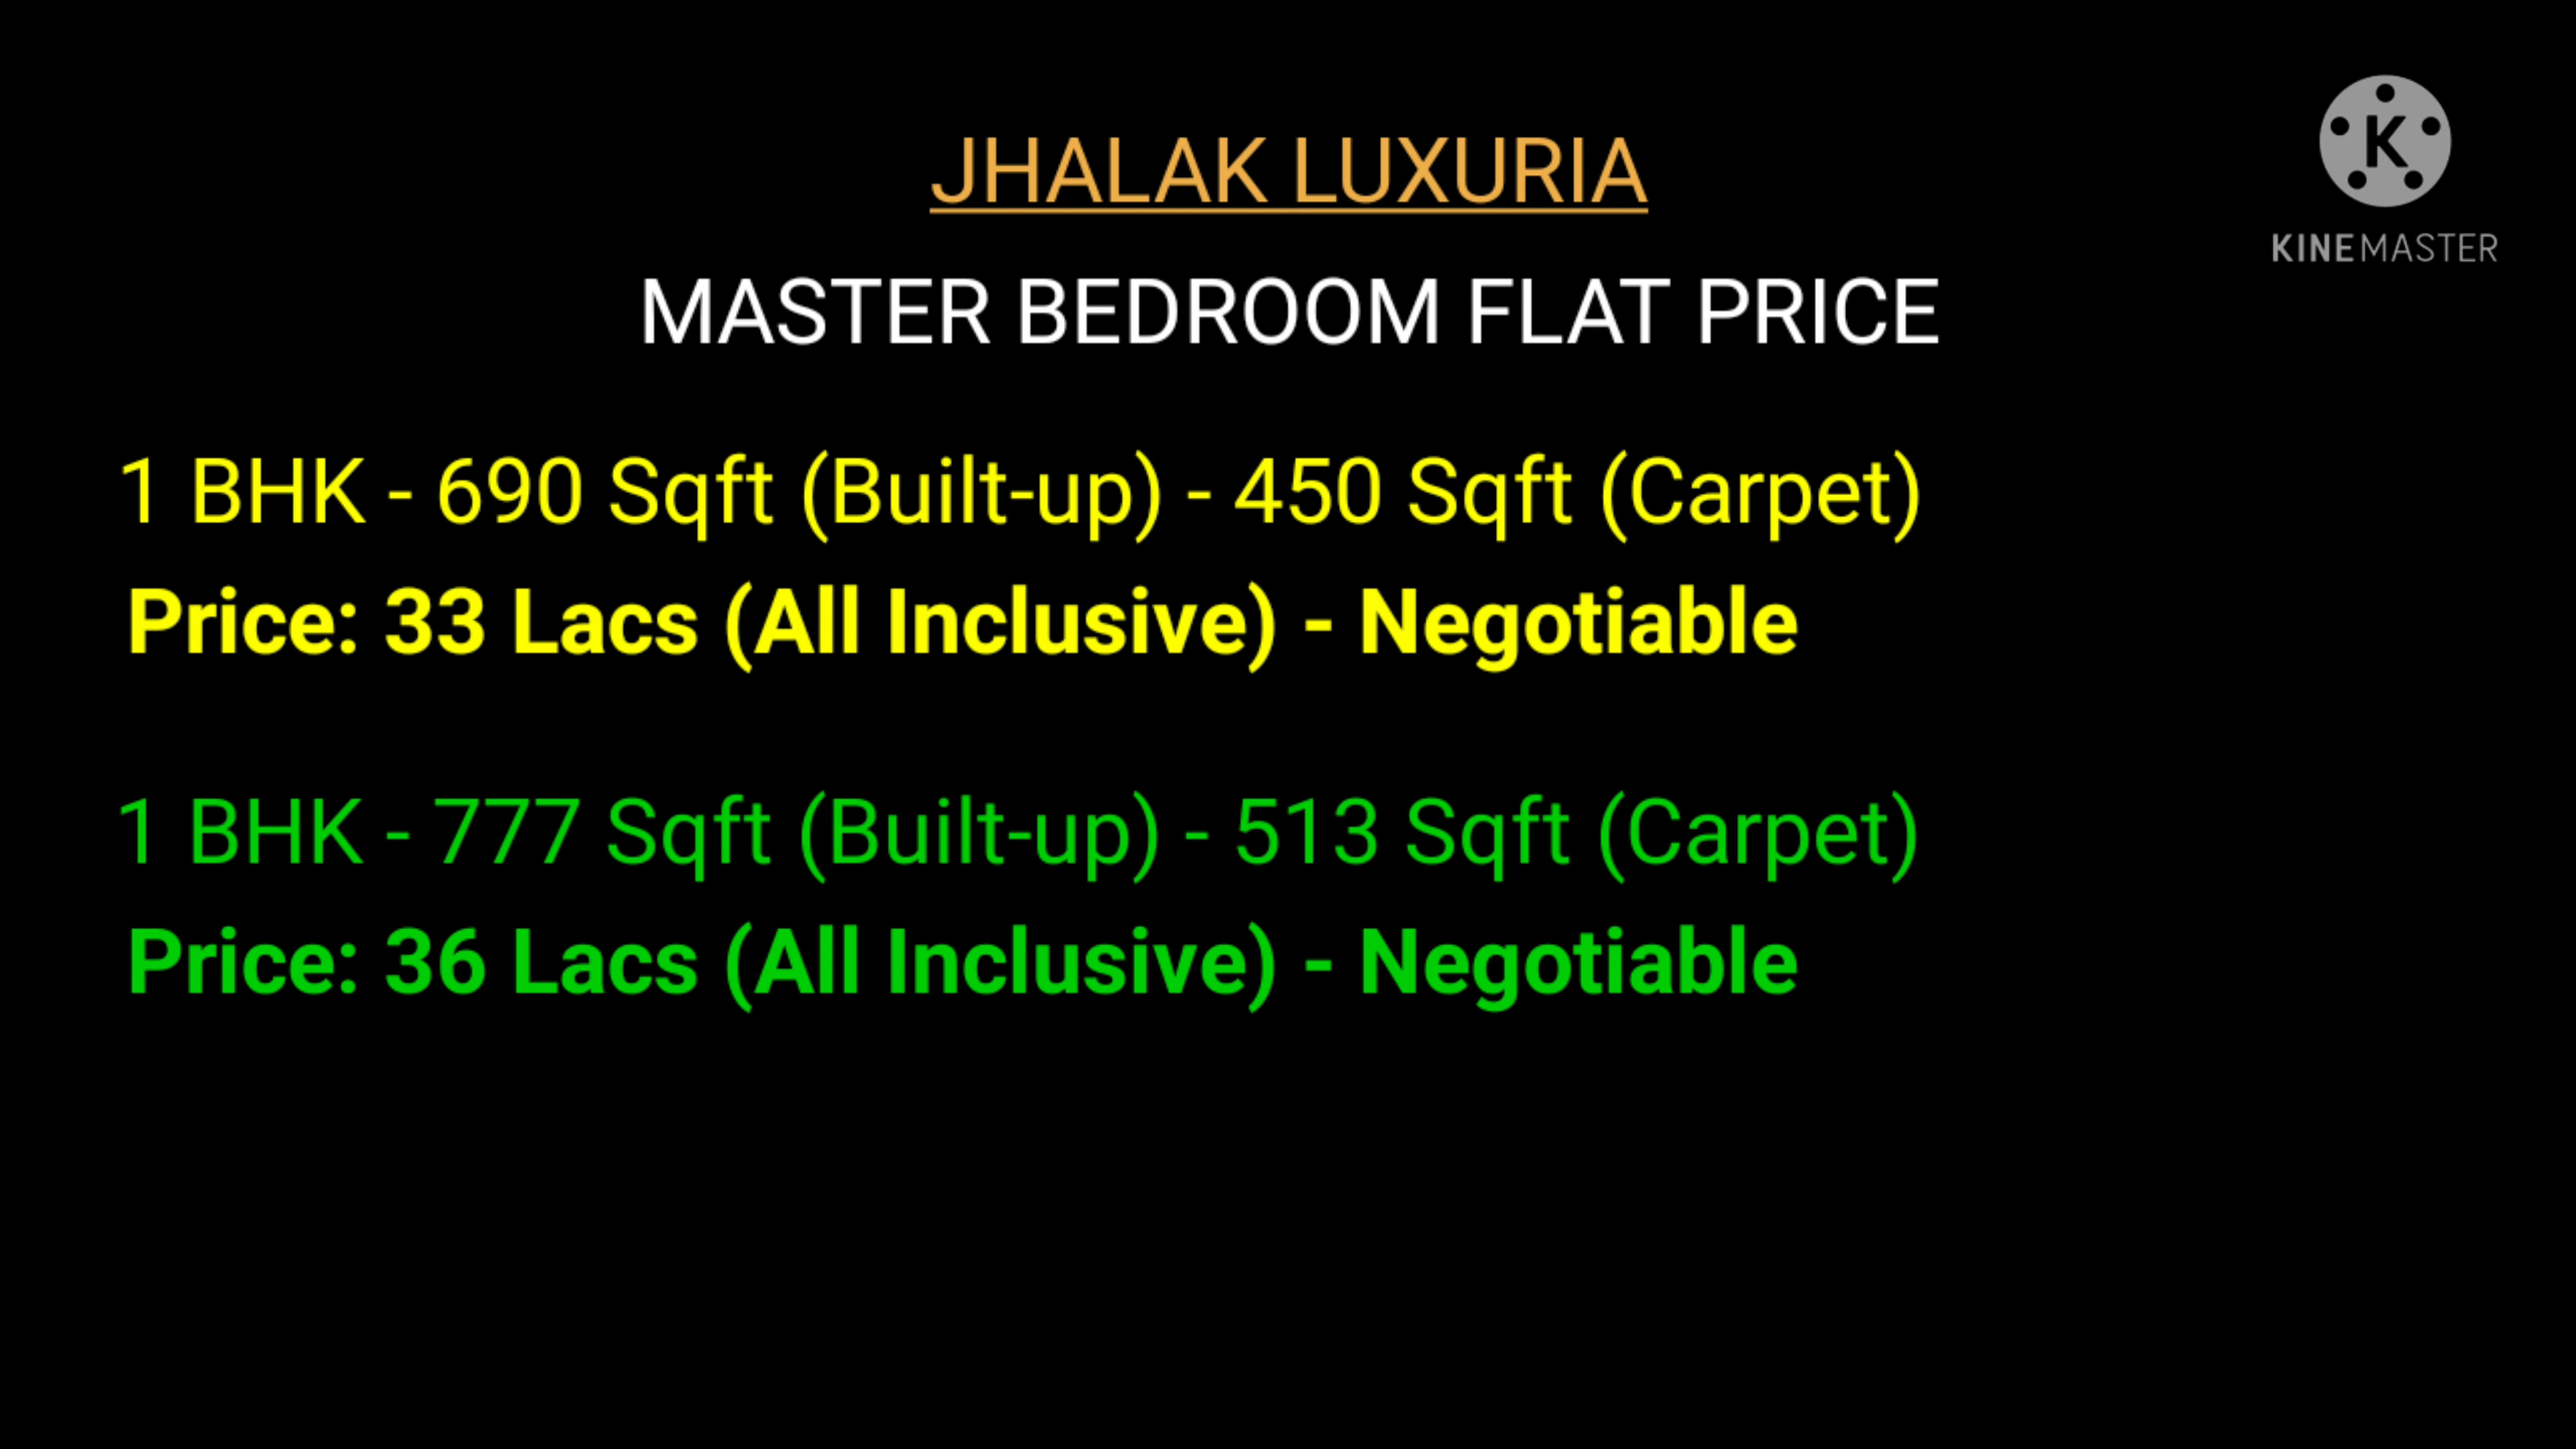 JHALAK LUXURIA
K
KINEMASTER
MASTER BEDROOM FLAT PRICE
1 BHK - 690 Sqft (Built-up) - 450 Sqft (Carpet)
Price: 33 Lacs (All Inclusive) - Negotiable
1 BHK - 777 Sqft (Built-up) - 513 Sqft (Carpet)
Price: 36 Lacs (All Inclusive) - Negotiable